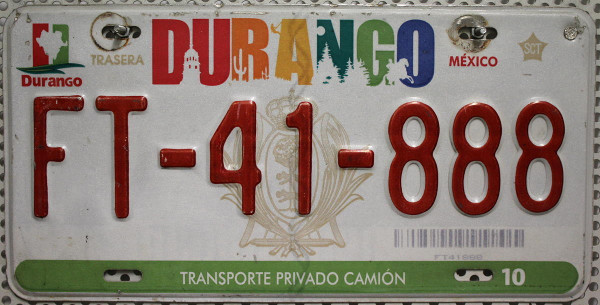 TRASERA DURANGO MÉXICO SCT
Durango
FT-41-888
FT41888
TRANSPORTE PRIVADO CAMIÓN 10